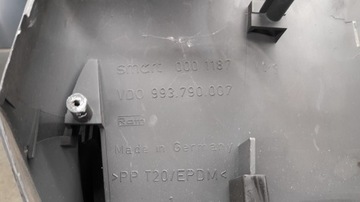 smart 000 1187
VDO 993.790.007
Made in Germany
>PP T20/EPDM<